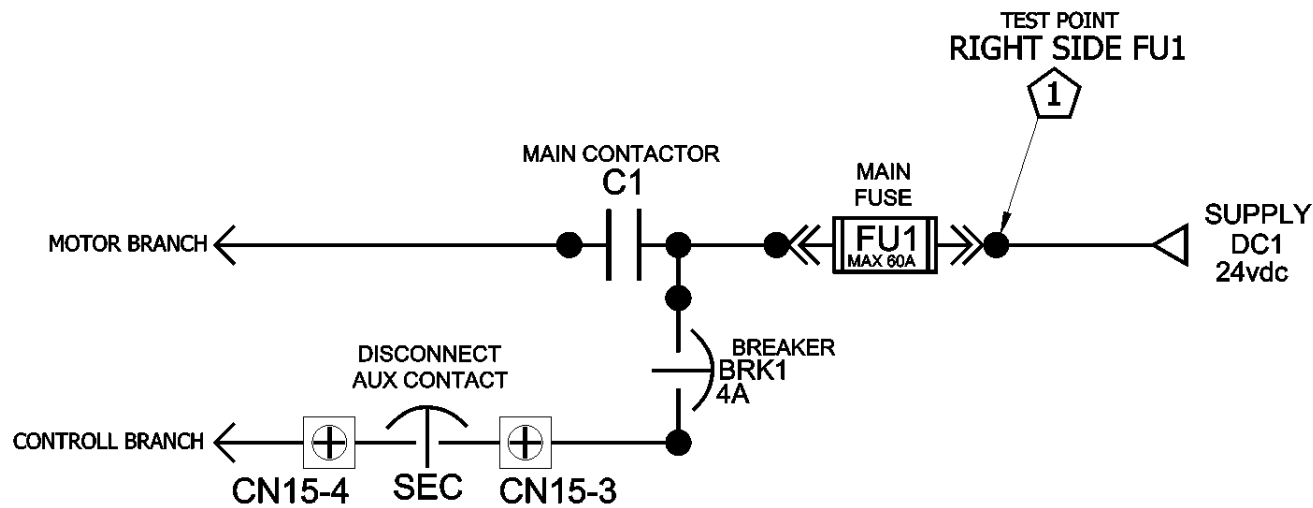 TEST POINT
RIGHT SIDE FU1
1
MAIN CONTACTOR
C1
MAIN
FUSE
MOTOR BRANCH
FU1
MAX 60A
SUPPLY
DC1
24vdc
DISCONNECT
AUX CONTACT
BREAKER
BRK1
4A
CONTROLL BRANCH
CN15-4
SEC
CN15-3